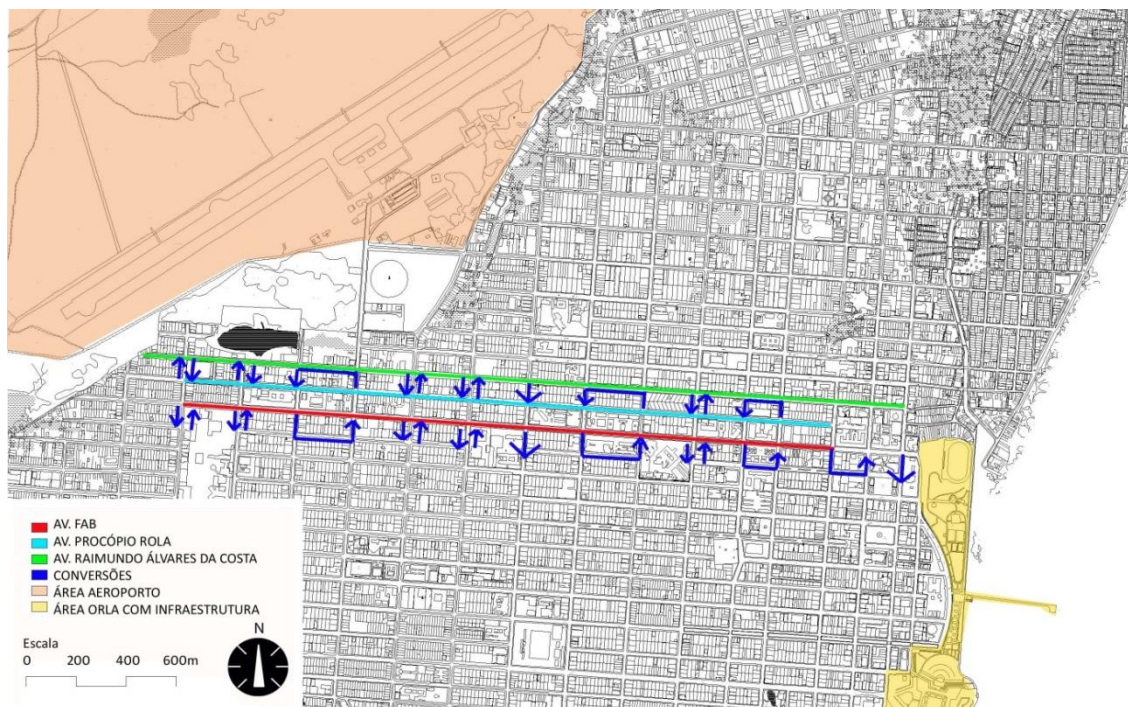 AV. FAB
AV. PROCÓPIO ROLA
AV. RAIMUNDO ÁLVARES DA COSTA
CONVERSÕES
ÁREA AEROPORTO
ÁREA ORLA COM INFRAESTRUTURA
Escala
0 200 400 600m
N